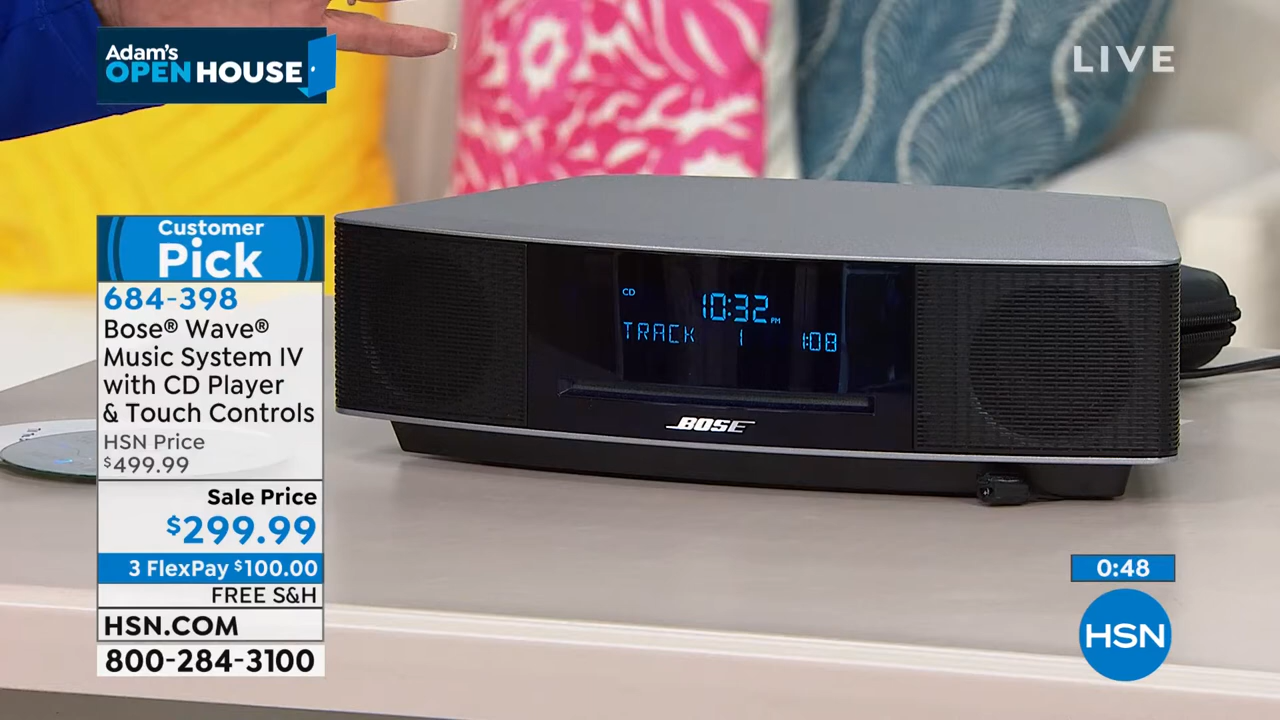 Adam's
OPEN HOUSE
LIVE
Customer
Pick
684-398
Bose® Wave®
Music System IV
with CD Player
& Touch Controls
HSN Price
$499.99
Sale Price
$299.99
3 FlexPay $100.00
FREE S&H
HSN.COM
800-284-3100
CD
10:32 PM
TRACK 1 1:08
BOSE
0:48
HSN